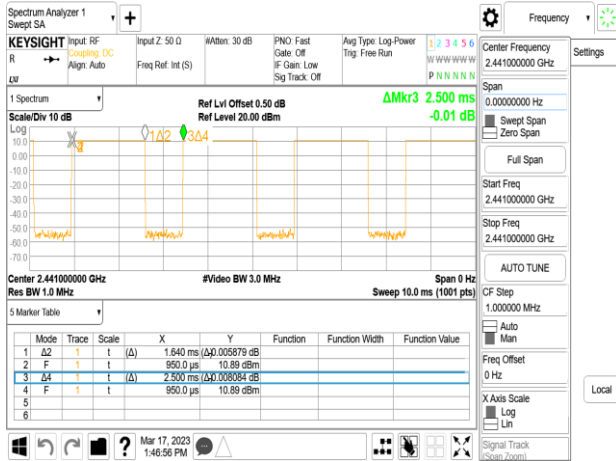 Spectrum Analyzer 1
Swept SA
Frequency
KEYSIGHT
R
Input: RF
Coupling: DC
Align: Auto
Input Z: 50 Ω
Freq Ref: Int (S)
#Atten: 30 dB
PNO: Fast
Gate: Off
IF Gain: Low
Sig Track: Off
Avg Type: Log-Power
Trig: Free Run
1 2 3 4 5 6
W W W W W W
P N N N N N
1 Spectrum
Scale/Div 10 dB
Ref Lvl Offset 0.50 dB
Ref Level 20.00 dBm
ΔMkr3 2.500 ms
-0.01 dB
Log
10.0
0.00
-10.0
-20.0
-30.0
-40.0
-50.0
-60.0
-70.0
1Δ2
3Δ4
Center 2.441000000 GHz
#Video BW 3.0 MHz
Span 0 Hz
Res BW 1.0 MHz
Sweep 10.0 ms (1001 pts)
5 Marker Table
Mode Trace Scale X Y Function Function Width Function Value
1 Δ2 1 t (Δ) 1.640 ms (Δ) 0.005879 dB
2 F 1 t 950.0 µs 10.89 dBm
3 Δ4 1 t (Δ) 2.500 ms (Δ) 0.008084 dB
4 F 1 t 950.0 µs 10.89 dBm
5
6
Mar 17, 2023
1:46:56 PM
?
Center Frequency
2.441000000 GHz
Settings
Span
0.00000000 Hz
Swept Span
Zero Span
Full Span
Start Freq
2.441000000 GHz
Stop Freq
2.441000000 GHz
AUTO TUNE
CF Step
1.000000 MHz
Auto
Man
Freq Offset
0 Hz
X Axis Scale
Log
Lin
Local
Signal Track
(Span Zoom)